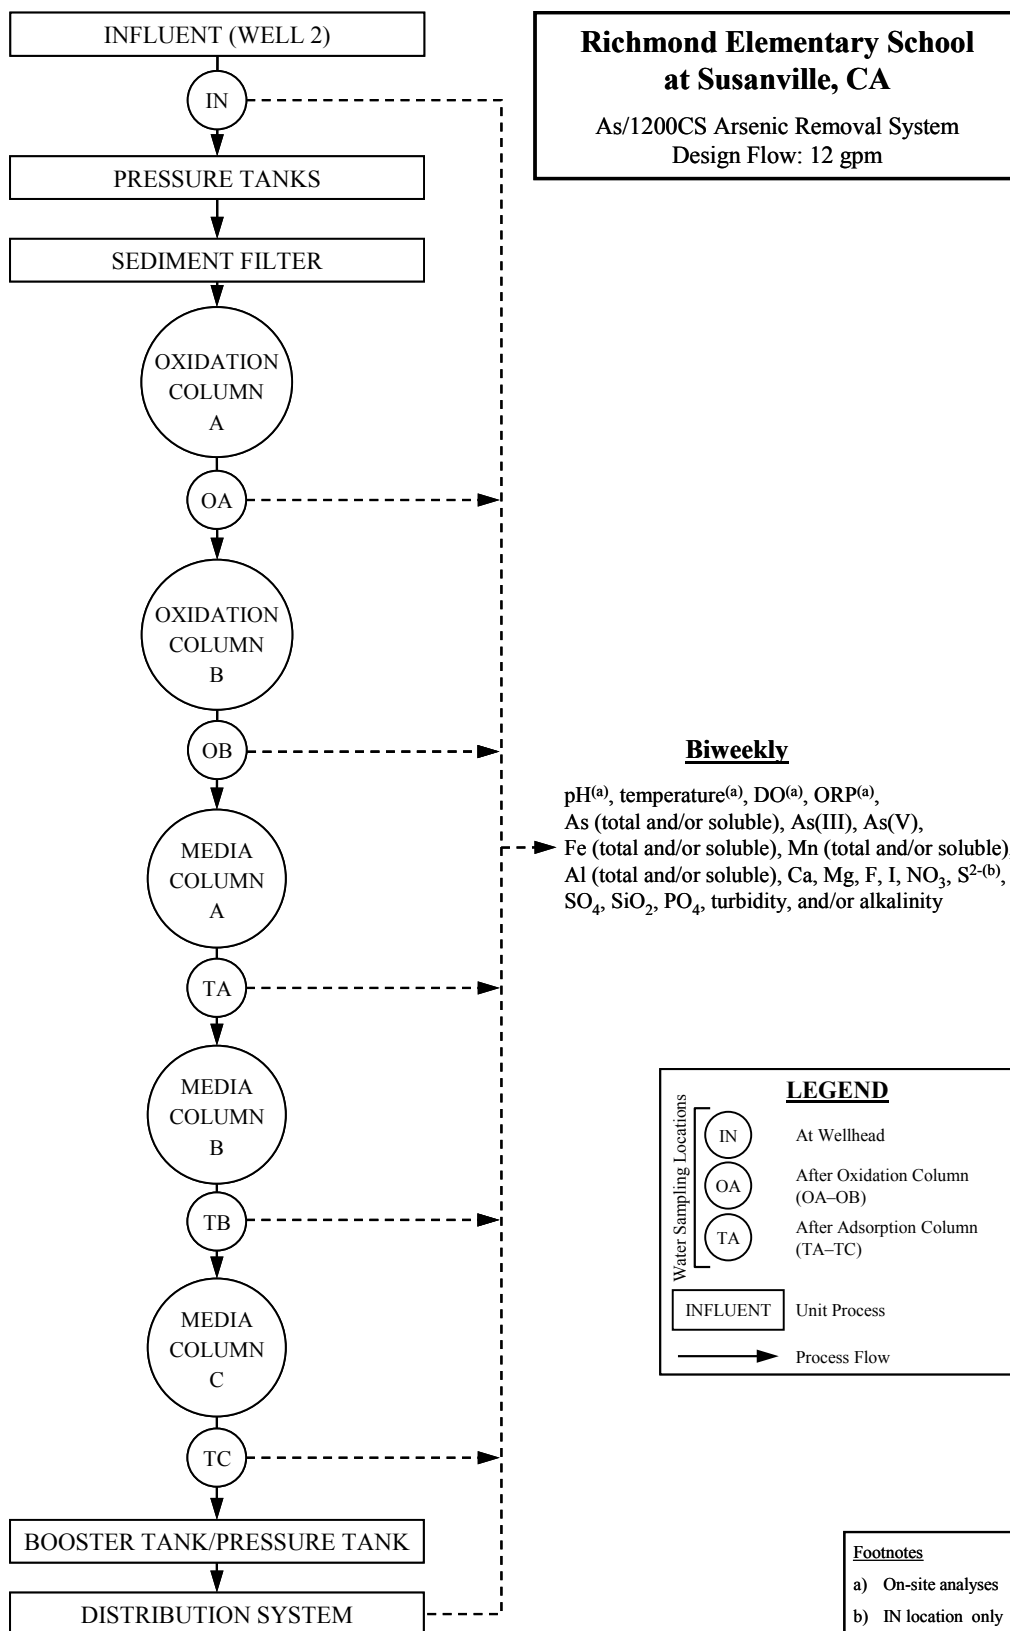 INFLUENT (WELL 2)
IN
PRESSURE TANKS
SEDIMENT FILTER
OXIDATION
COLUMN
A
OA
OXIDATION
COLUMN
B
OB
MEDIA
COLUMN
A
TA
MEDIA
COLUMN
B
TB
MEDIA
COLUMN
C
TC
BOOSTER TANK/PRESSURE TANK
DISTRIBUTION SYSTEM
Richmond Elementary School
at Susanville, CA
As/1200CS Arsenic Removal System
Design Flow: 12 gpm
Biweekly
pH(a), temperature(a), DO(a), ORP(a),
As (total and/or soluble), As(III), As(V),
Fe (total and/or soluble), Mn (total and/or soluble),
Al (total and/or soluble), Ca, Mg, F, I, NO3, S2-(b),
SO4, SiO2, PO4, turbidity, and/or alkalinity
LEGEND
Water Sampling Locations
IN
At Wellhead
OA
After Oxidation Column
(OA–OB)
TA
After Adsorption Column
(TA–TC)
INFLUENT
Unit Process
Process Flow
Footnotes
a) On-site analyses
b) IN location only